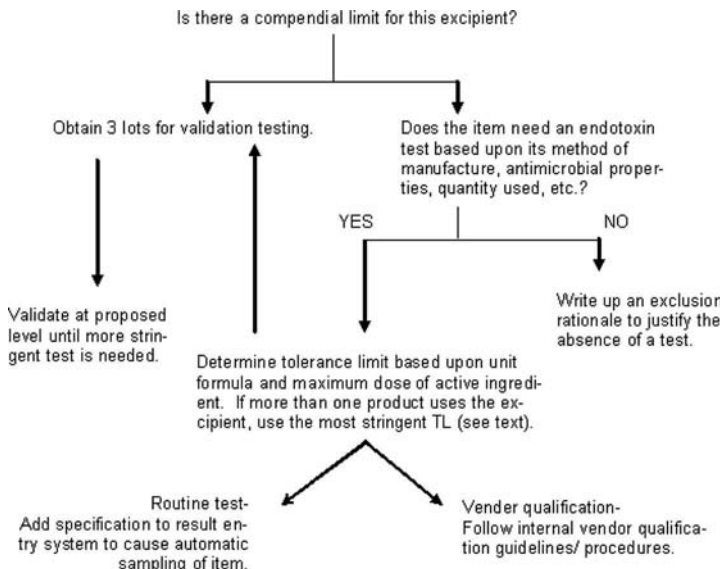 Is there a compendial limit for this excipient?
Obtain 3 lots for validation testing.
Does the item need an endotoxin
test based upon its method of
manufacture, antimicrobial proper-
ties, quantity used, etc.?
YES
NO
Validate at proposed
level until more strin-
gent test is needed.
Write up an exclusion
rationale to justify the
absence of a test.
Determine tolerance limit based upon unit
formula and maximum dose of active ingredi-
ent. If more than one product uses the ex-
cipient, use the most stringent TL (see text).
Routine test-
Add specification to result en-
try system to cause automatic
sampling of item.
Vender qualification-
Follow internal vendor qualifica-
tion guidelines/ procedures.